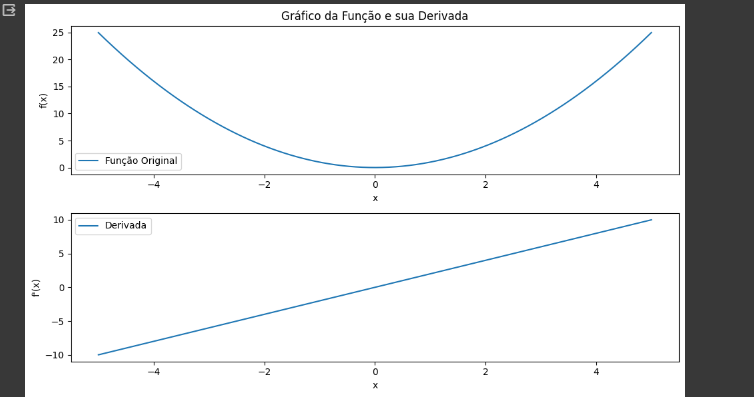 Gráfico da Função e sua Derivada
25
20
15
10
5
0
f(x)
Função Original
−4 −2 0 2 4
x
10
5
0
−5
−10
f'(x)
Derivada
−4 −2 0 2 4
x